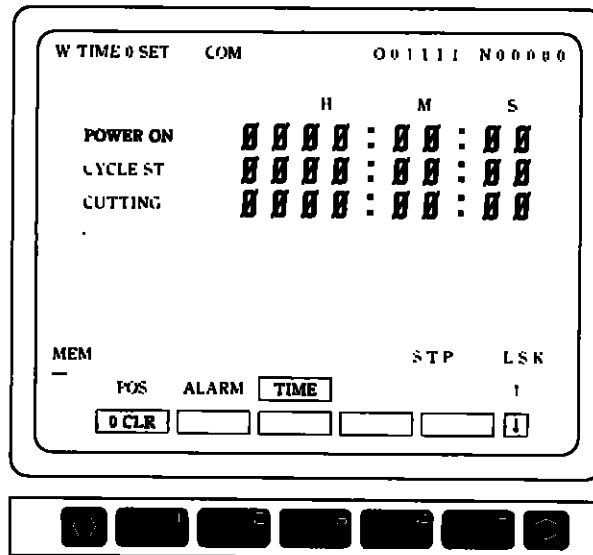 W TIME 0 SET COM O01111 N00000
H M S
POWER ON 0000:00:00
CYCLE ST 0000:00:00
CUTTING 0000:00:00
MEM STP LSK
POS ALARM TIME ↑
0 CLR ↓